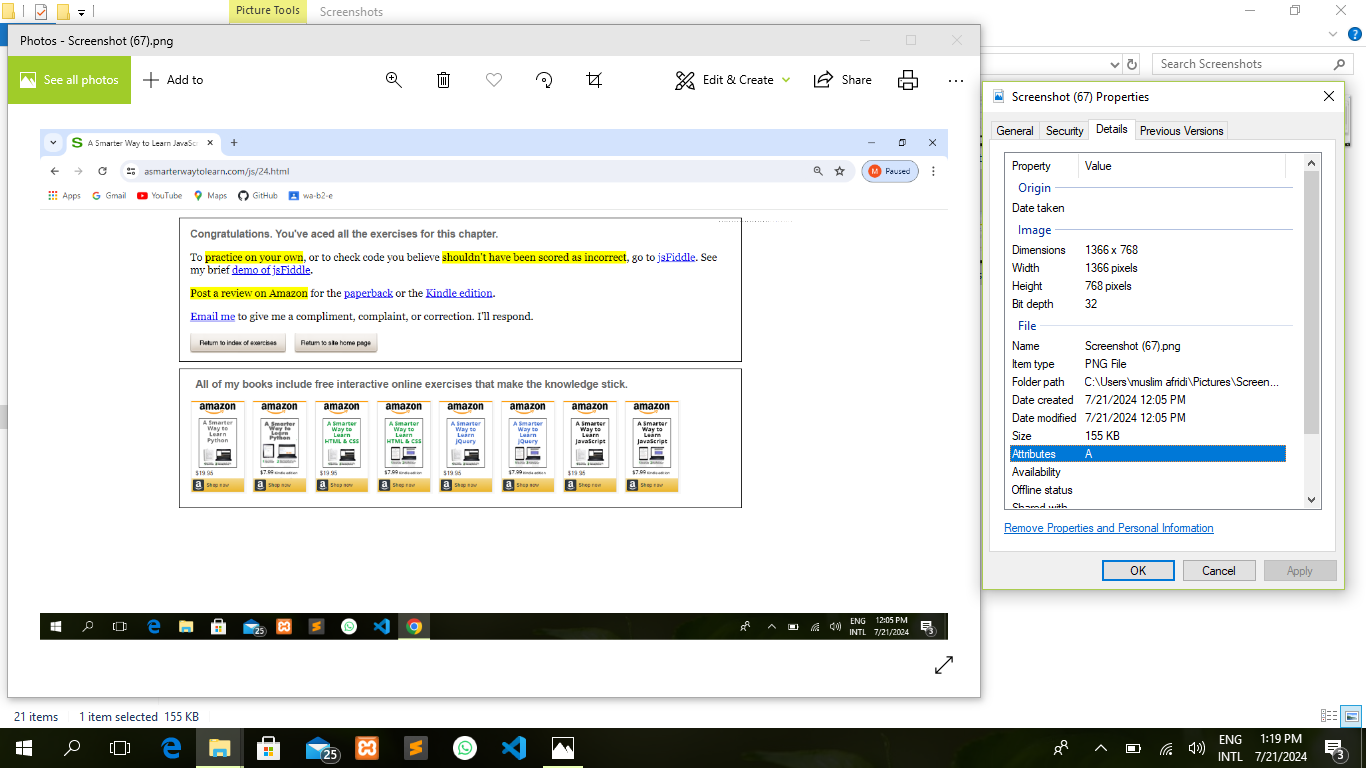 Picture Tools
Screenshots
Photos - Screenshot (67).png
See all photos
Add to
Edit & Create
Share
Search Screenshots
A Smarter Way to Learn JavaSc
asmarterwaytolearn.com/js/24.html
M Paused
Apps
Gmail
YouTube
Maps
GitHub
wa-b2-e
Congratulations. You've aced all the exercises for this chapter.
To practice on your own, or to check code you believe shouldn't have been scored as incorrect, go to jsFiddle. See
my brief demo of jsFiddle.
Post a review on Amazon for the paperback or the Kindle edition.
Email me to give me a compliment, complaint, or correction. I'll respond.
Return to index of exercises
Return to site home page
All of my books include free interactive online exercises that make the knowledge stick.
amazon
A Smarter
Way to
Learn
Python
$19.95
Shop now
amazon
A Smarter
Way to
Learn
Python
$7.99 Kindle edition
Shop now
amazon
A Smarter
Way to
Learn
HTML & CSS
$19.95
Shop now
amazon
A Smarter
Way to
Learn
HTML & CSS
$7.99 Kindle edition
Shop now
amazon
A Smarter
Way to
Learn
jQuery
$19.95
Shop now
amazon
A Smarter
Way to
Learn
jQuery
$7.99 Kindle edition
Shop now
amazon
A Smarter
Way to
Learn
JavaScript
$19.95
Shop now
amazon
A Smarter
Way to
Learn
JavaScript
$7.99 Kindle edition
Shop now
25
ENG
INTL
12:05 PM
7/21/2024
3
Screenshot (67) Properties
General
Security
Details
Previous Versions
Property Value
Origin
Date taken
Image
Dimensions 1366 x 768
Width 1366 pixels
Height 768 pixels
Bit depth 32
File
Name Screenshot (67).png
Item type PNG File
Folder path C:\Users\muslim afridi\Pictures\Screen...
Date created 7/21/2024 12:05 PM
Date modified 7/21/2024 12:05 PM
Size 155 KB
Attributes A
Availability
Offline status
Shared with
Remove Properties and Personal Information
OK
Cancel
Apply
21 items
1 item selected 155 KB
25
ENG
INTL
1:19 PM
7/21/2024
3